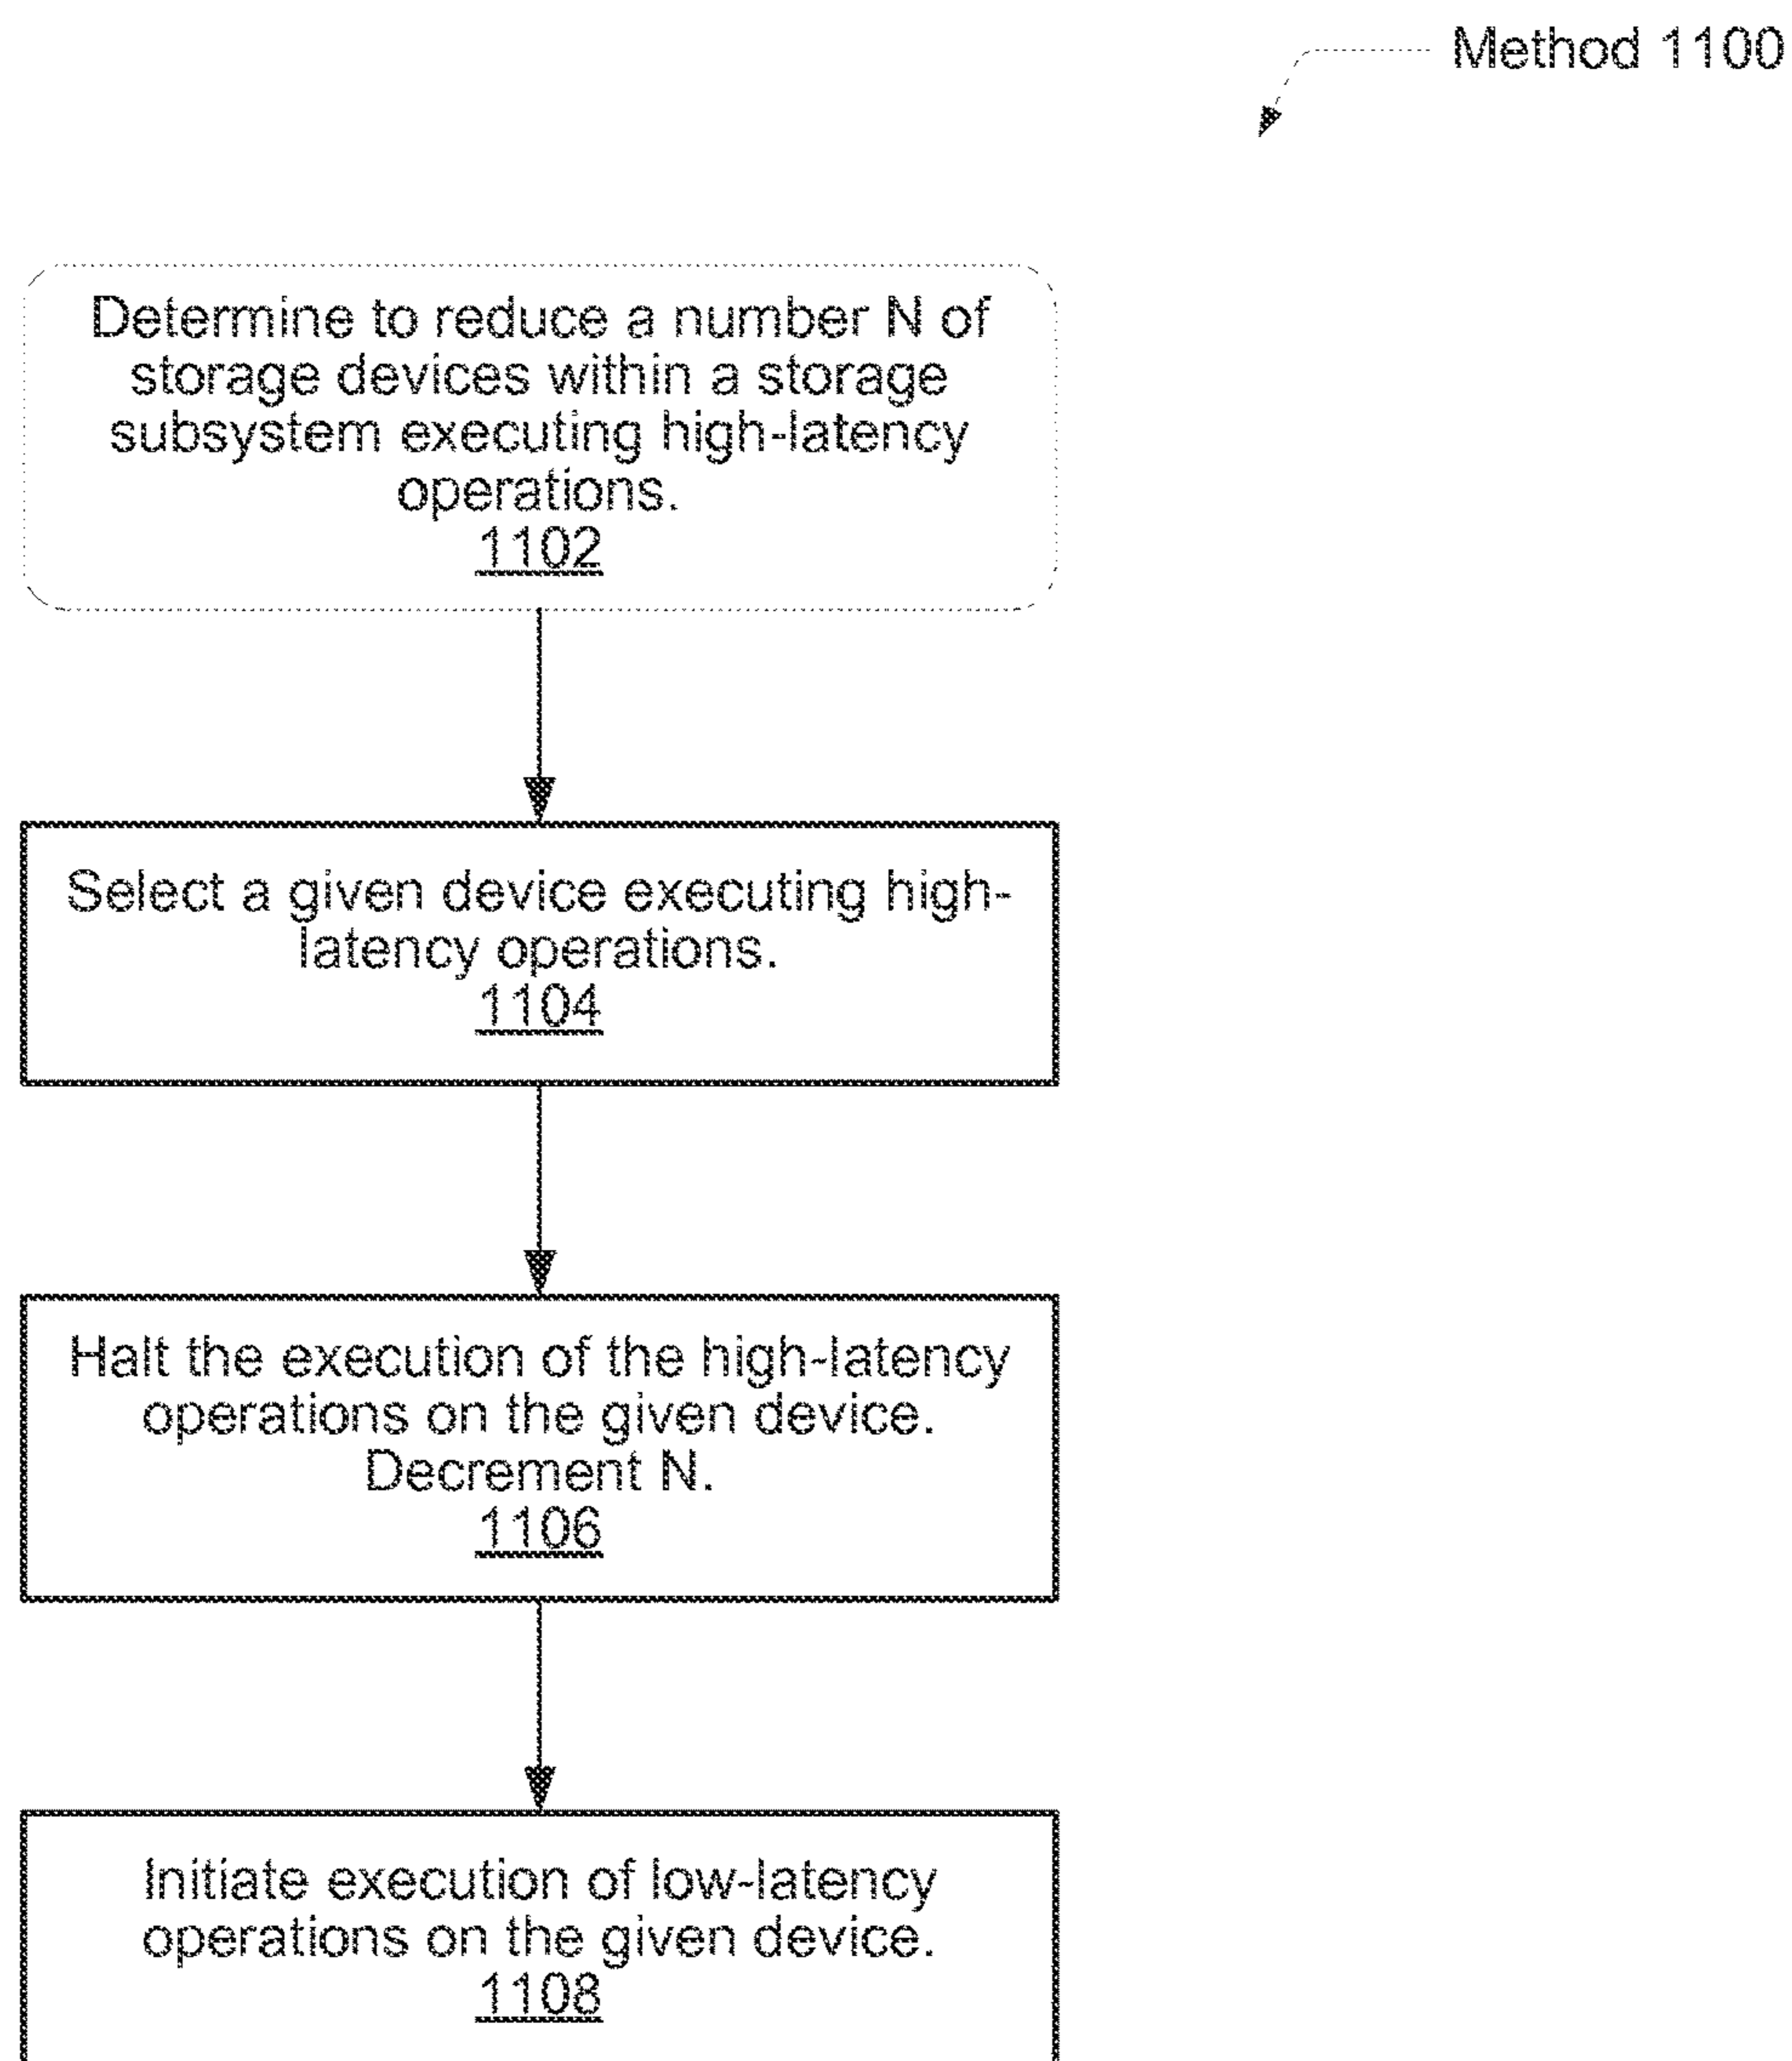 Method 1100
Determine to reduce a number N of
storage devices within a storage
subsystem executing high-latency
operations.
1102
Select a given device executing high-
latency operations.
1104
Halt the execution of the high-latency
operations on the given device.
Decrement N.
1106
Initiate execution of low-latency
operations on the given device.
1108